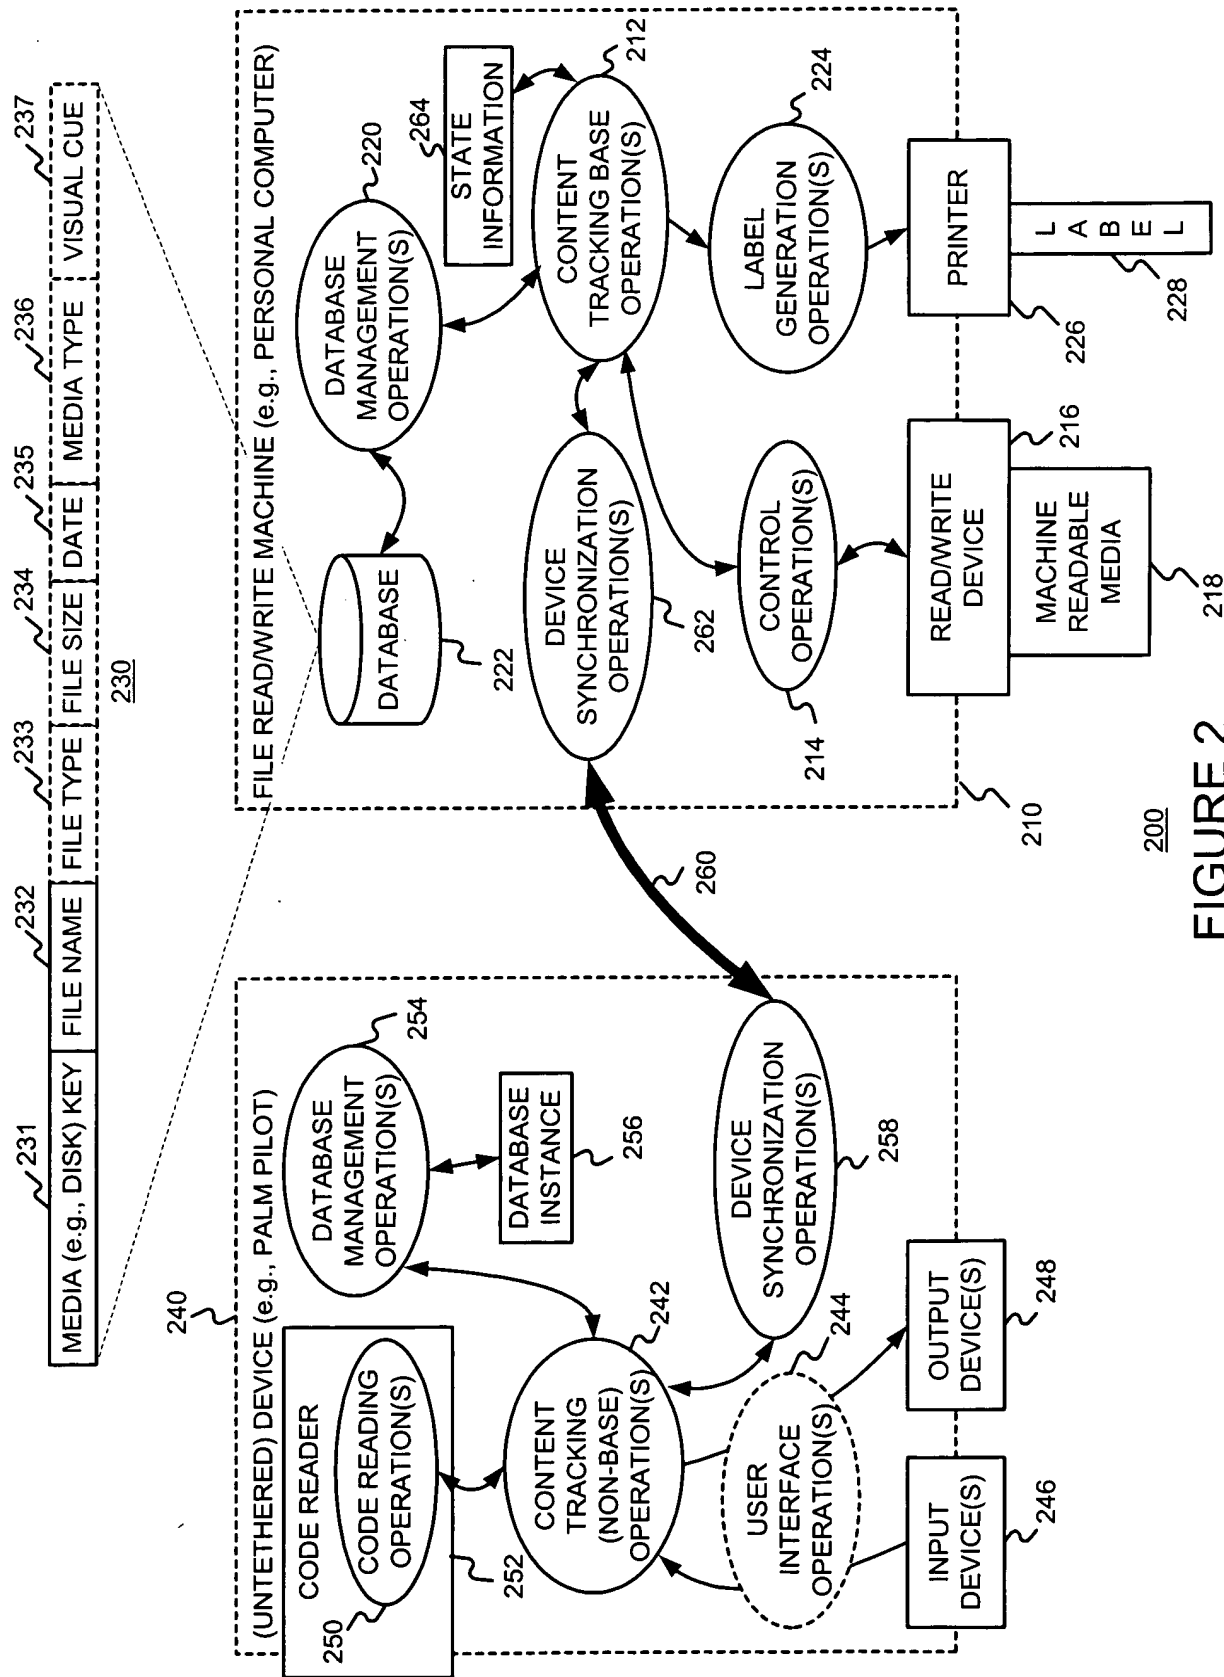 231
232
233
234
235
236
237
MEDIA (e.g., DISK) KEY
FILE NAME
FILE TYPE
FILE SIZE
DATE
MEDIA TYPE
VISUAL CUE
230
240
(UNTETHERED) DEVICE (e.g., PALM PILOT)
CODE READER
CODE READING
OPERATION(S)
250
252
DATABASE
MANAGEMENT
OPERATION(S)
254
DATABASE
INSTANCE
256
CONTENT
TRACKING
(NON-BASE)
OPERATION(S)
242
DEVICE
SYNCHRONIZATION
OPERATION(S)
258
USER
INTERFACE
OPERATION(S)
244
INPUT
DEVICE(S)
246
OUTPUT
DEVICE(S)
248
260
FILE READ/WRITE MACHINE (e.g., PERSONAL COMPUTER)
DATABASE
222
DATABASE
MANAGEMENT
OPERATION(S)
220
264
STATE
INFORMATION
DEVICE
SYNCHRONIZATION
OPERATION(S)
262
CONTENT
TRACKING BASE
OPERATION(S)
212
CONTROL
OPERATION(S)
214
LABEL
GENERATION
OPERATION(S)
224
READ/WRITE
DEVICE
216
MACHINE
READABLE
MEDIA
218
PRINTER
226
L
A
B
E
L
228
210
200
FIGURE 2